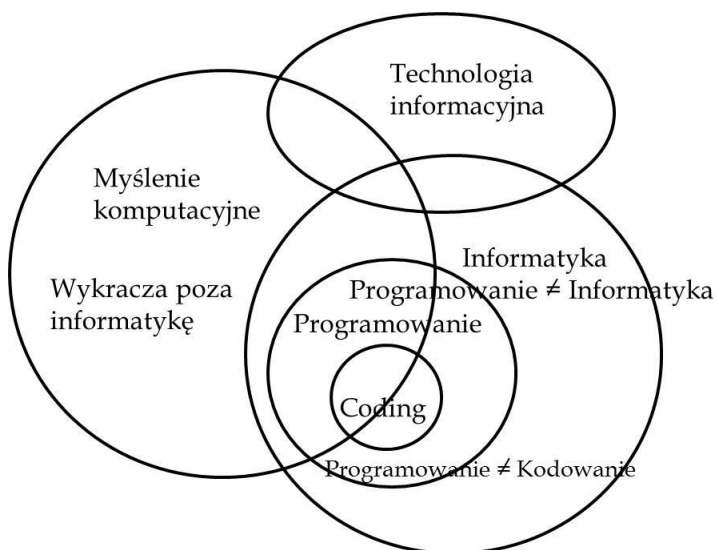 Technologia
informacyjna
Myślenie
komputacyjne
Wykracza poza
informatykę
Informatyka
Programowanie ≠ Informatyka
Programowanie
Coding
Programowanie ≠ Kodowanie